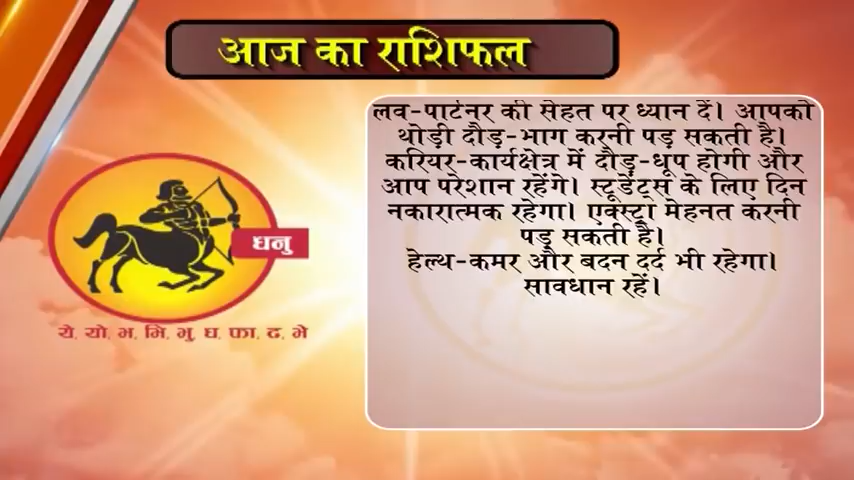 आज का राशिफल
लव-पार्टनर की सेहत पर ध्यान दें। आपको
थोड़ी दौड़-भाग करनी पड़ सकती है।
करियर-कार्यक्षेत्र में दौड़-धूप होगी और
आप परेशान रहेंगे। स्टूडेंट्स के लिए दिन
नकारात्मक रहेगा। एक्स्ट्रा मेहनत करनी
पड़ सकती है।
हेल्थ-कमर और बदन दर्द भी रहेगा।
सावधान रहें।
धनु
ये, यो, भ, भि, भु, ध, फा, ढ, भे